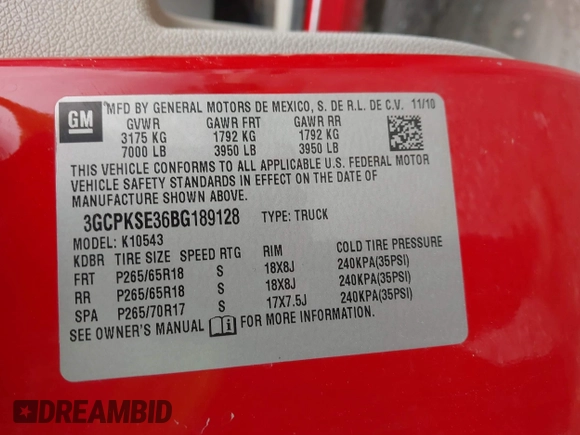 GM
MFD BY GENERAL MOTORS DE MEXICO, S. DE R.L. DE C.V. 11/10
GVWR GAWR FRT GAWR RR
3175 KG 1792 KG 1792 KG
7000 LB 3950 LB 3950 LB
THIS VEHICLE CONFORMS TO ALL APPLICABLE U.S. FEDERAL MOTOR
VEHICLE SAFETY STANDARDS IN EFFECT ON THE DATE OF
MANUFACTURE SHOWN ABOVE.
3GCPKSE36BG189128 TYPE: TRUCK
MODEL: K10543
KDBR TIRE SIZE SPEED RTG RIM COLD TIRE PRESSURE
FRT P265/65R18 S 18X8J 240KPA(35PSI)
RR P265/65R18 S 18X8J 240KPA(35PSI)
SPA P265/70R17 S 17X7.5J 240KPA(35PSI)
SEE OWNER'S MANUAL FOR MORE INFORMATION.
DREAMBID